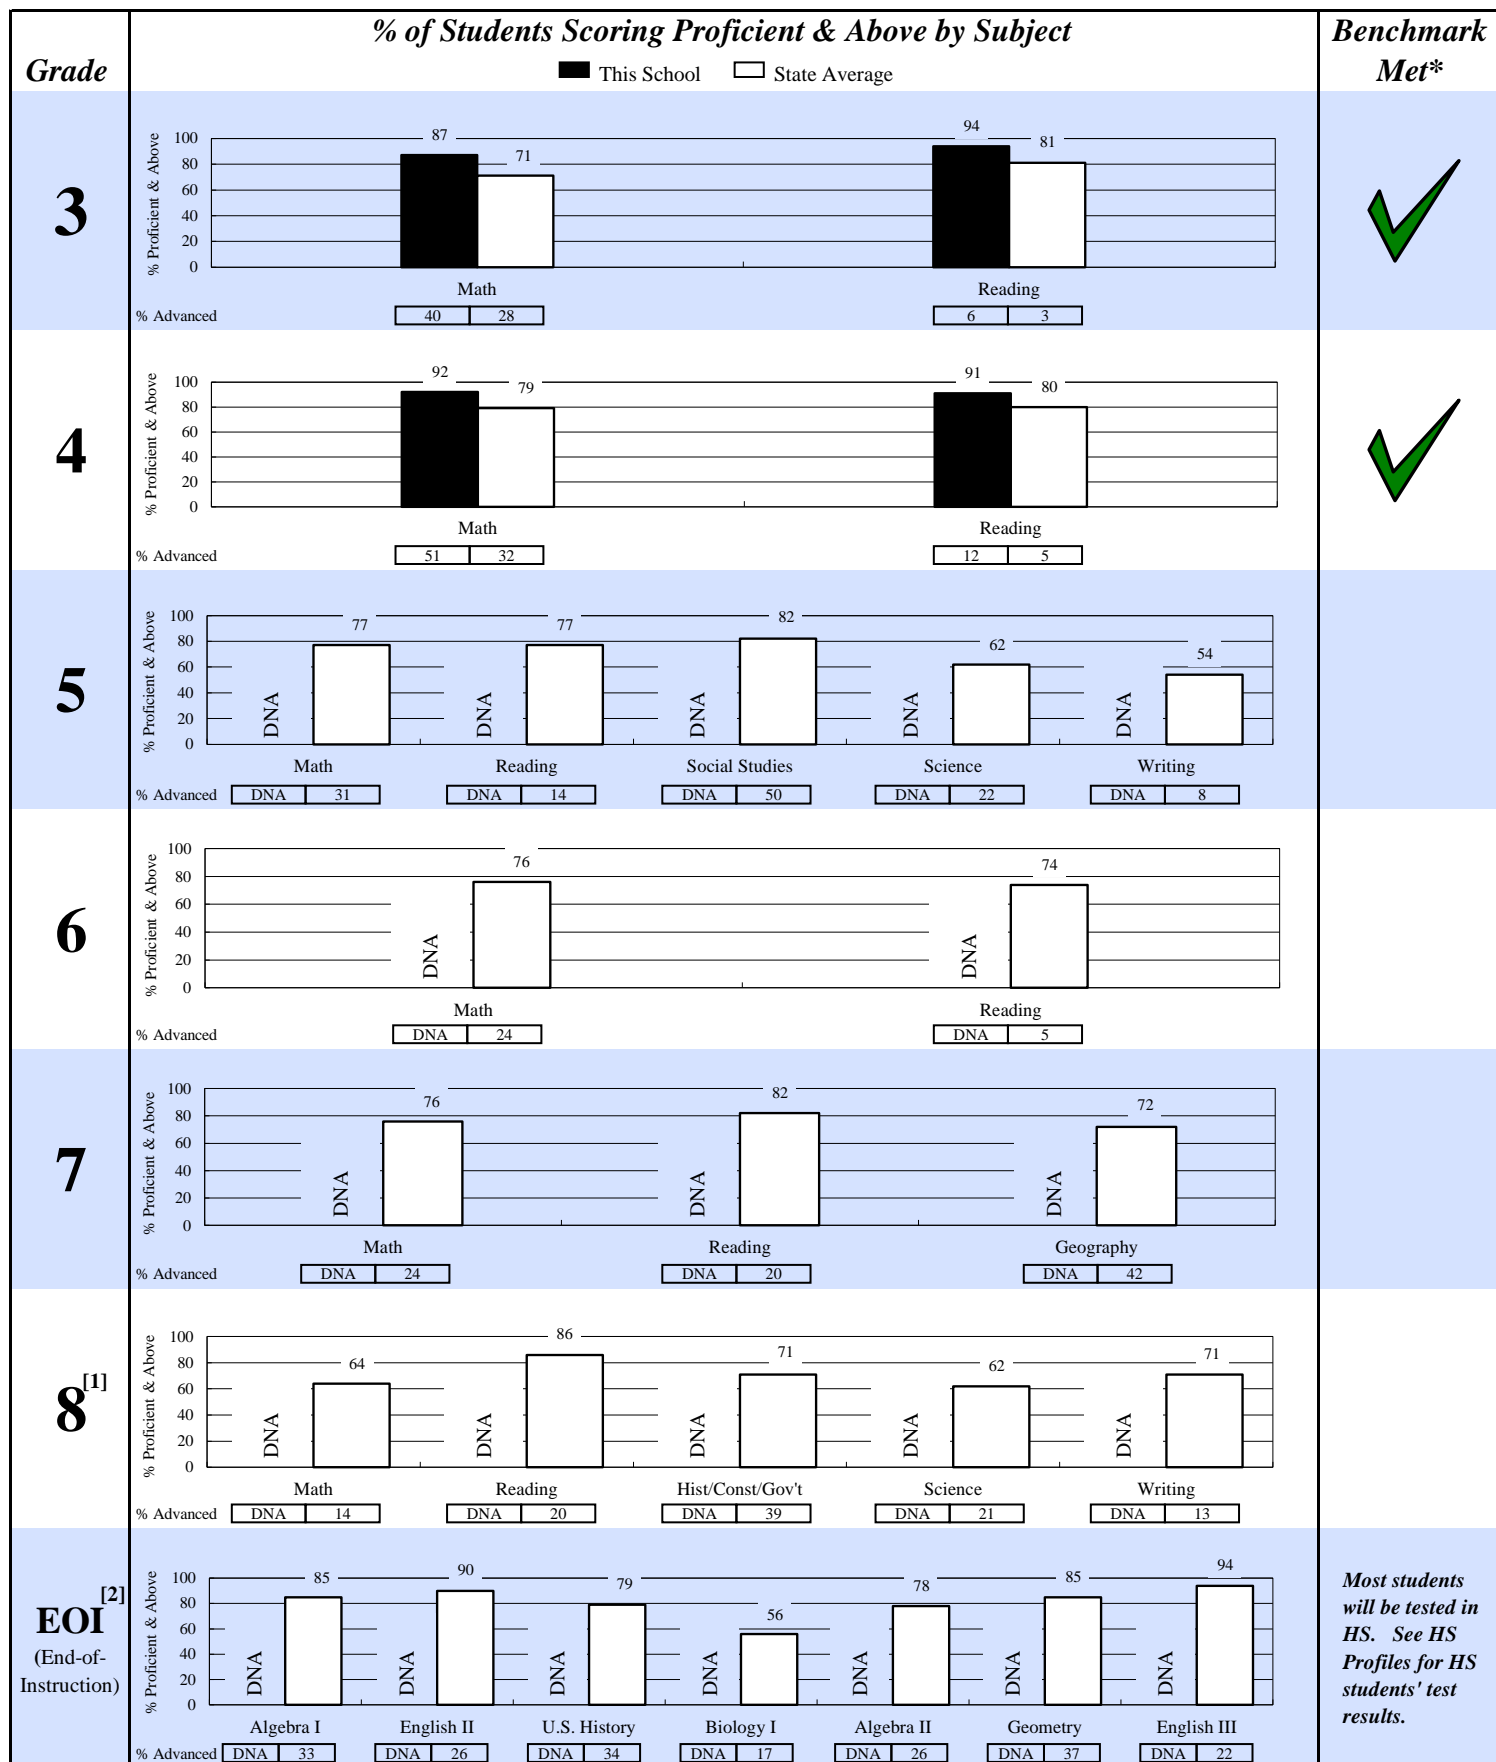 % of Students Scoring Proficient & Above by Subject
Benchmark
Met*
Grade
This School State Average
3
% Proficient & Above
100
80
60
40
20
0
87
71
94
81
Math Reading
% Advanced 40 28 6 3
4
% Proficient & Above
100
80
60
40
20
0
92
79
91
80
Math Reading
% Advanced 51 32 12 5
5
% Proficient & Above
100
80
60
40
20
0
DNA 77
DNA 77
DNA 82
DNA 62
DNA 54
Math Reading Social Studies Science Writing
% Advanced DNA 31 DNA 14 DNA 50 DNA 22 DNA 8
6
% Proficient & Above
100
80
60
40
20
0
DNA 76
DNA 74
Math Reading
% Advanced DNA 24 DNA 5
7
% Proficient & Above
100
80
60
40
20
0
DNA 76
DNA 82
DNA 72
Math Reading Geography
% Advanced DNA 24 DNA 20 DNA 42
8[1]
% Proficient & Above
100
80
60
40
20
0
DNA 64
DNA 86
DNA 71
DNA 62
DNA 71
Math Reading Hist/Const/Gov't Science Writing
% Advanced DNA 14 DNA 20 DNA 39 DNA 21 DNA 13
EOI[2]
(End-of-
Instruction)
% Proficient & Above
100
80
60
40
20
0
DNA 85
DNA 90
DNA 79
DNA 56
DNA 78
DNA 85
DNA 94
Algebra I English II U.S. History Biology I Algebra II Geometry English III
% Advanced DNA 33 DNA 26 DNA 34 DNA 17 DNA 26 DNA 37 DNA 22
Most students
will be tested in
HS. See HS
Profiles for HS
students' test
results.